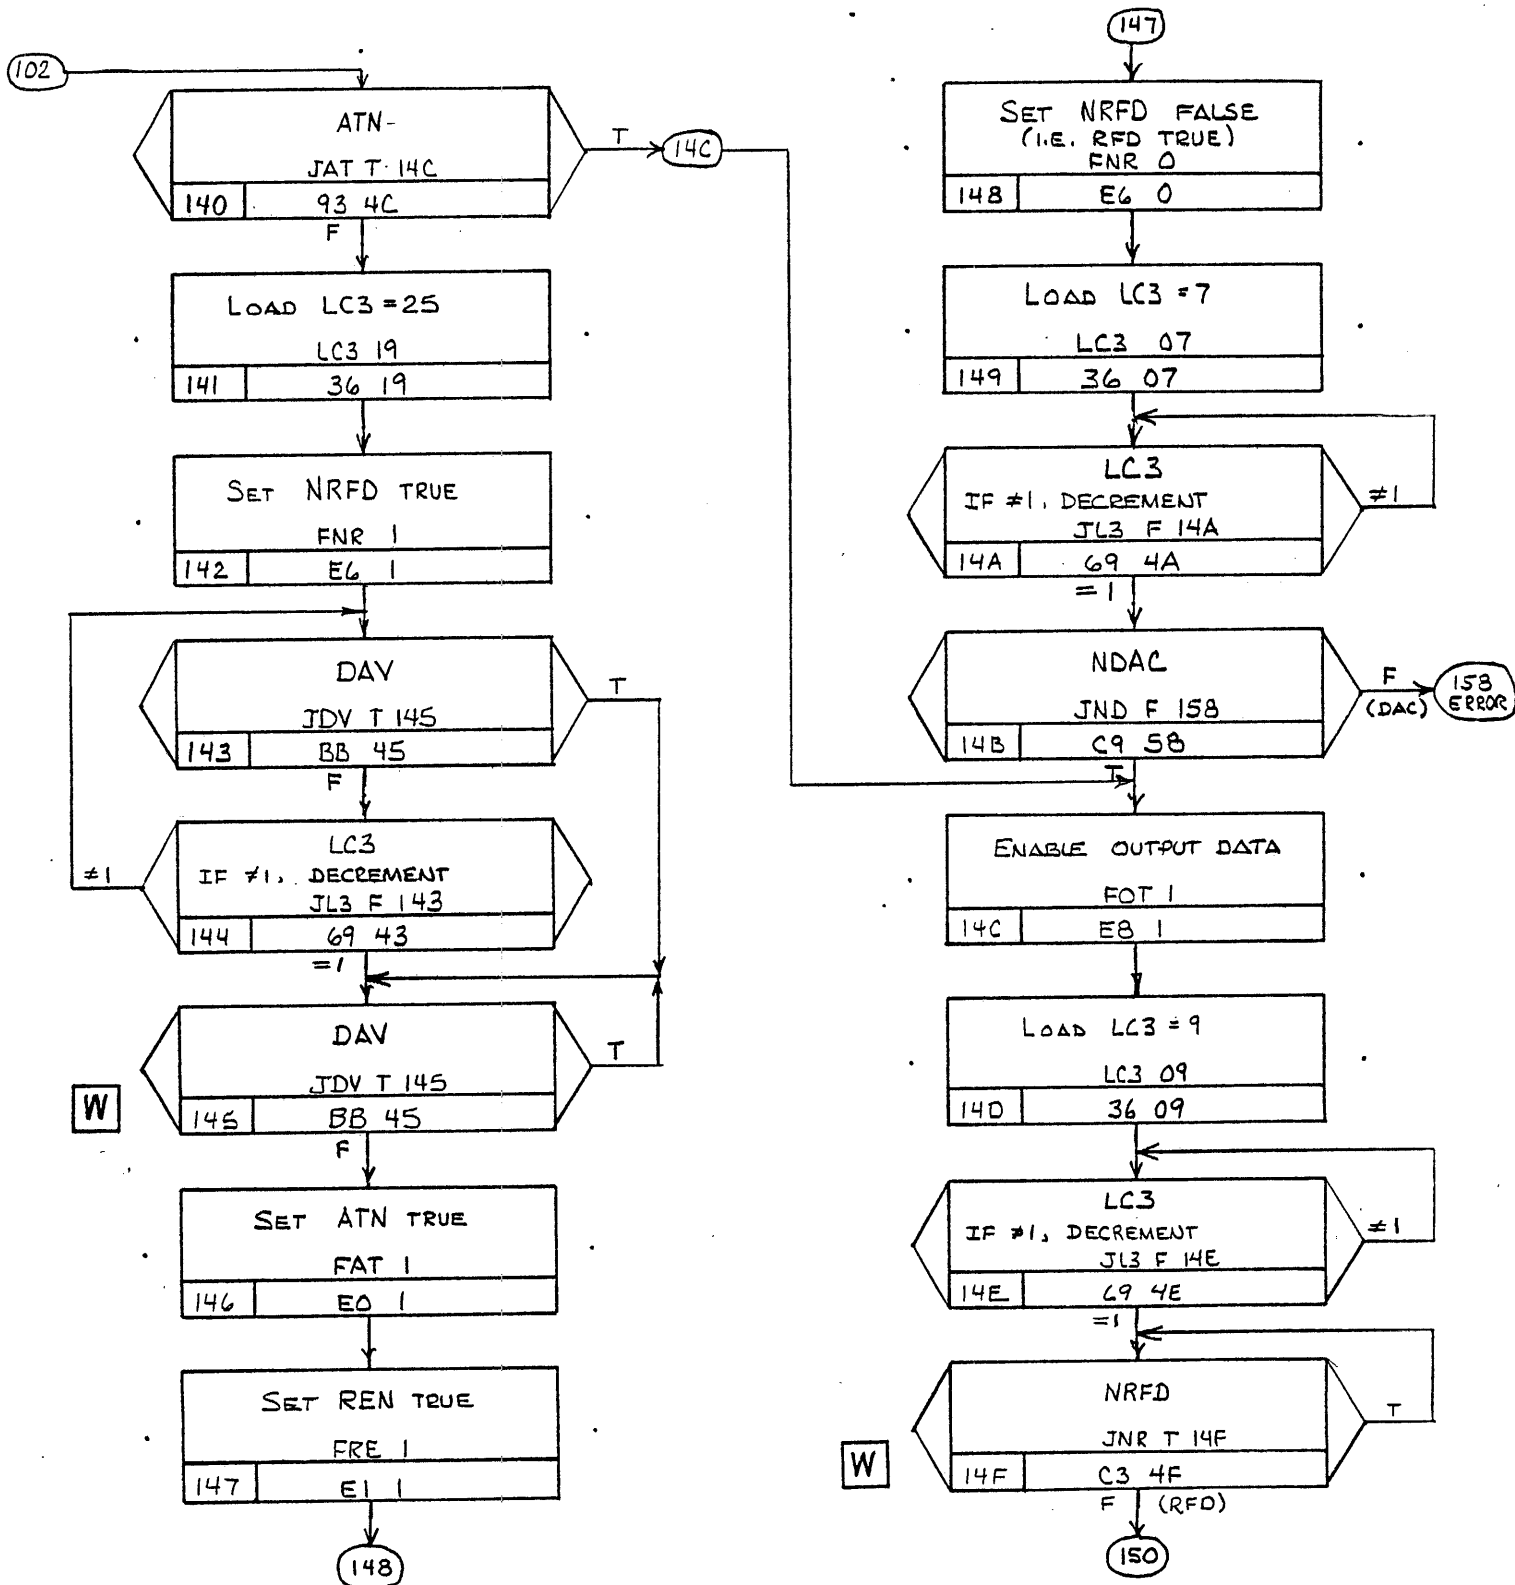 102
ATN-
JAT T 14C
140 93 4C
T
14C
F
LOAD LC3 = 25
LC3 19
141 36 19
SET NRFD TRUE
FNR 1
142 E6 1
DAV
JDV T 145
143 BB 45
T
F
LC3
IF ≠1, DECREMENT
JL3 F 143
144 69 43
≠1
=1
DAV
JDV T 145
145 BB 45
T
W
F
SET ATN TRUE
FAT 1
146 E0 1
SET REN TRUE
FRE 1
147 E1 1
148
147
SET NRFD FALSE
(I.E. RFD TRUE)
FNR 0
148 E6 0
LOAD LC3 = 7
LC3 07
149 36 07
LC3
IF ≠1, DECREMENT
JL3 F 14A
14A 69 4A
≠1
=1
NDAC
JND F 158
14B C9 58
F
(DAC)
158
ERROR
T
ENABLE OUTPUT DATA
FOT 1
14C E8 1
LOAD LC3 = 9
LC3 09
14D 36 09
LC3
IF ≠1, DECREMENT
JL3 F 14E
14E 69 4E
≠1
=1
NRFD
JNR T 14F
14F C3 4F
T
W
F (RFD)
150